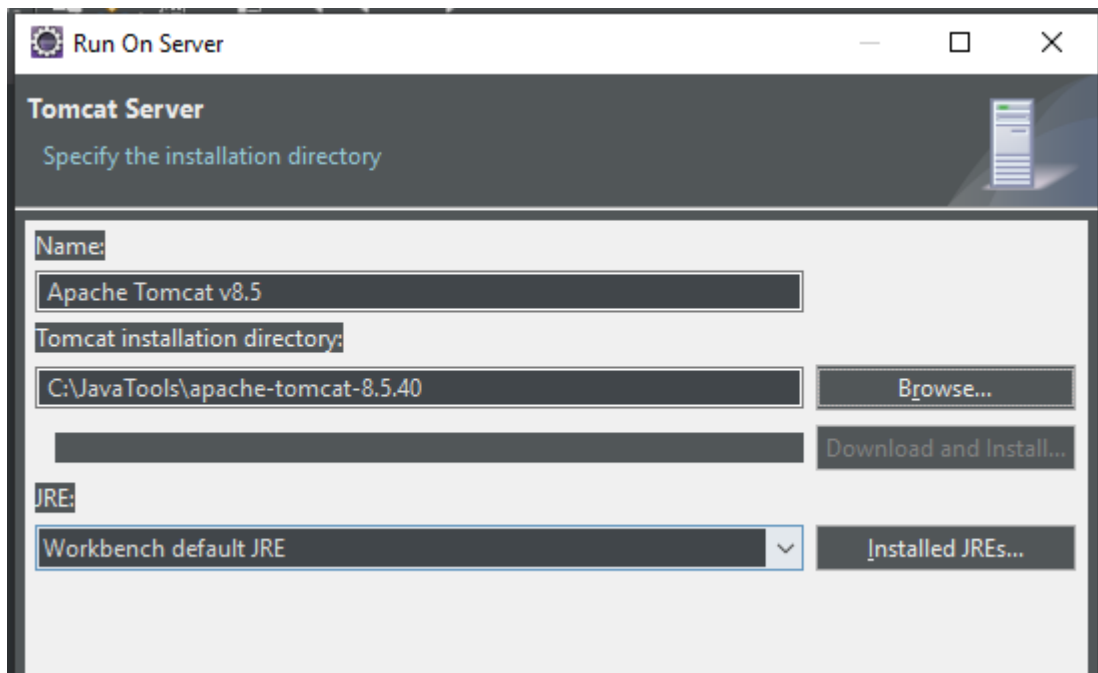 Run On Server
Tomcat Server
Specify the installation directory
Name:
Apache Tomcat v8.5
Tomcat installation directory:
C:\JavaTools\apache-tomcat-8.5.40
Browse...
Download and Install...
JRE:
Workbench default JRE
Installed JREs...